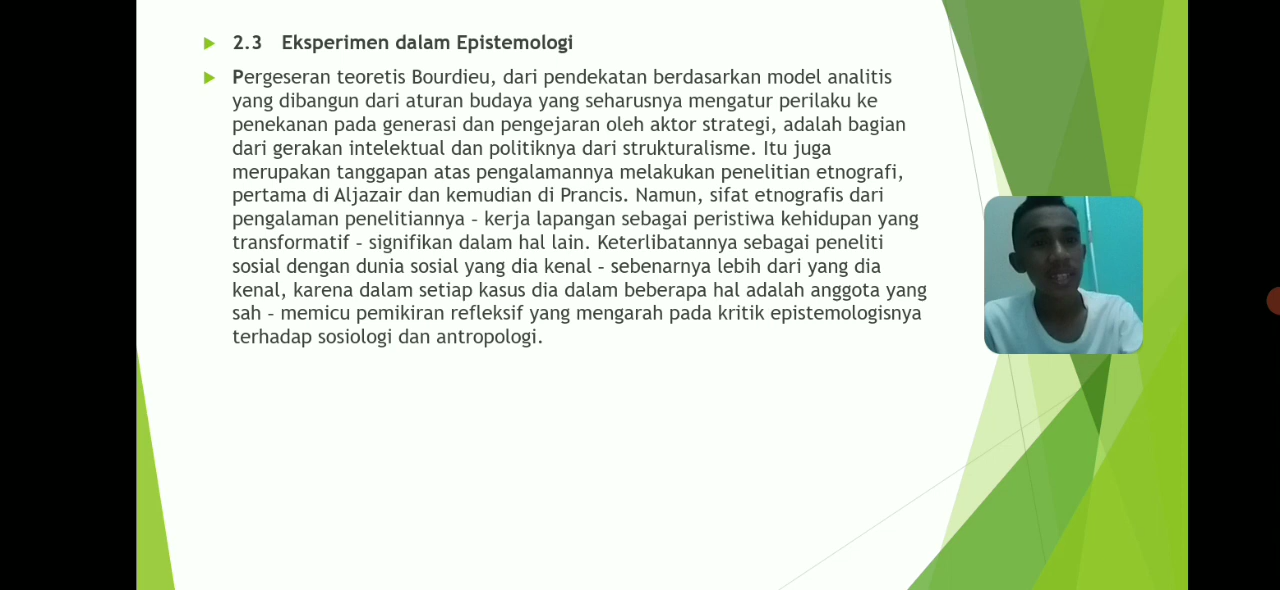 2.3 Eksperimen dalam Epistemologi
Pergeseran teoretis Bourdieu, dari pendekatan berdasarkan model analitis
yang dibangun dari aturan budaya yang seharusnya mengatur perilaku ke
penekanan pada generasi dan pengejaran oleh aktor strategi, adalah bagian
dari gerakan intelektual dan politiknya dari strukturalisme. Itu juga
merupakan tanggapan atas pengalamannya melakukan penelitian etnografi,
pertama di Aljazair dan kemudian di Prancis. Namun, sifat etnografis dari
pengalaman penelitiannya – kerja lapangan sebagai peristiwa kehidupan yang
transformatif – signifikan dalam hal lain. Keterlibatannya sebagai peneliti
sosial dengan dunia sosial yang dia kenal – sebenarnya lebih dari yang dia
kenal, karena dalam setiap kasus dia dalam beberapa hal adalah anggota yang
sah – memicu pemikiran refleksif yang mengarah pada kritik epistemologisnya
terhadap sosiologi dan antropologi.